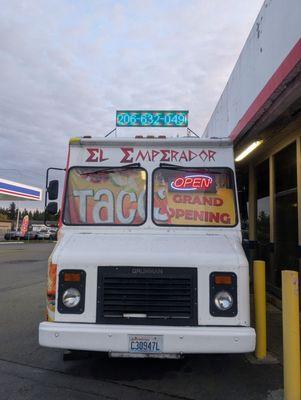 206-632-049
EL EMPERADOR
TACO
OPEN
GRAND
OPENING
GRUMMAN
C30947L